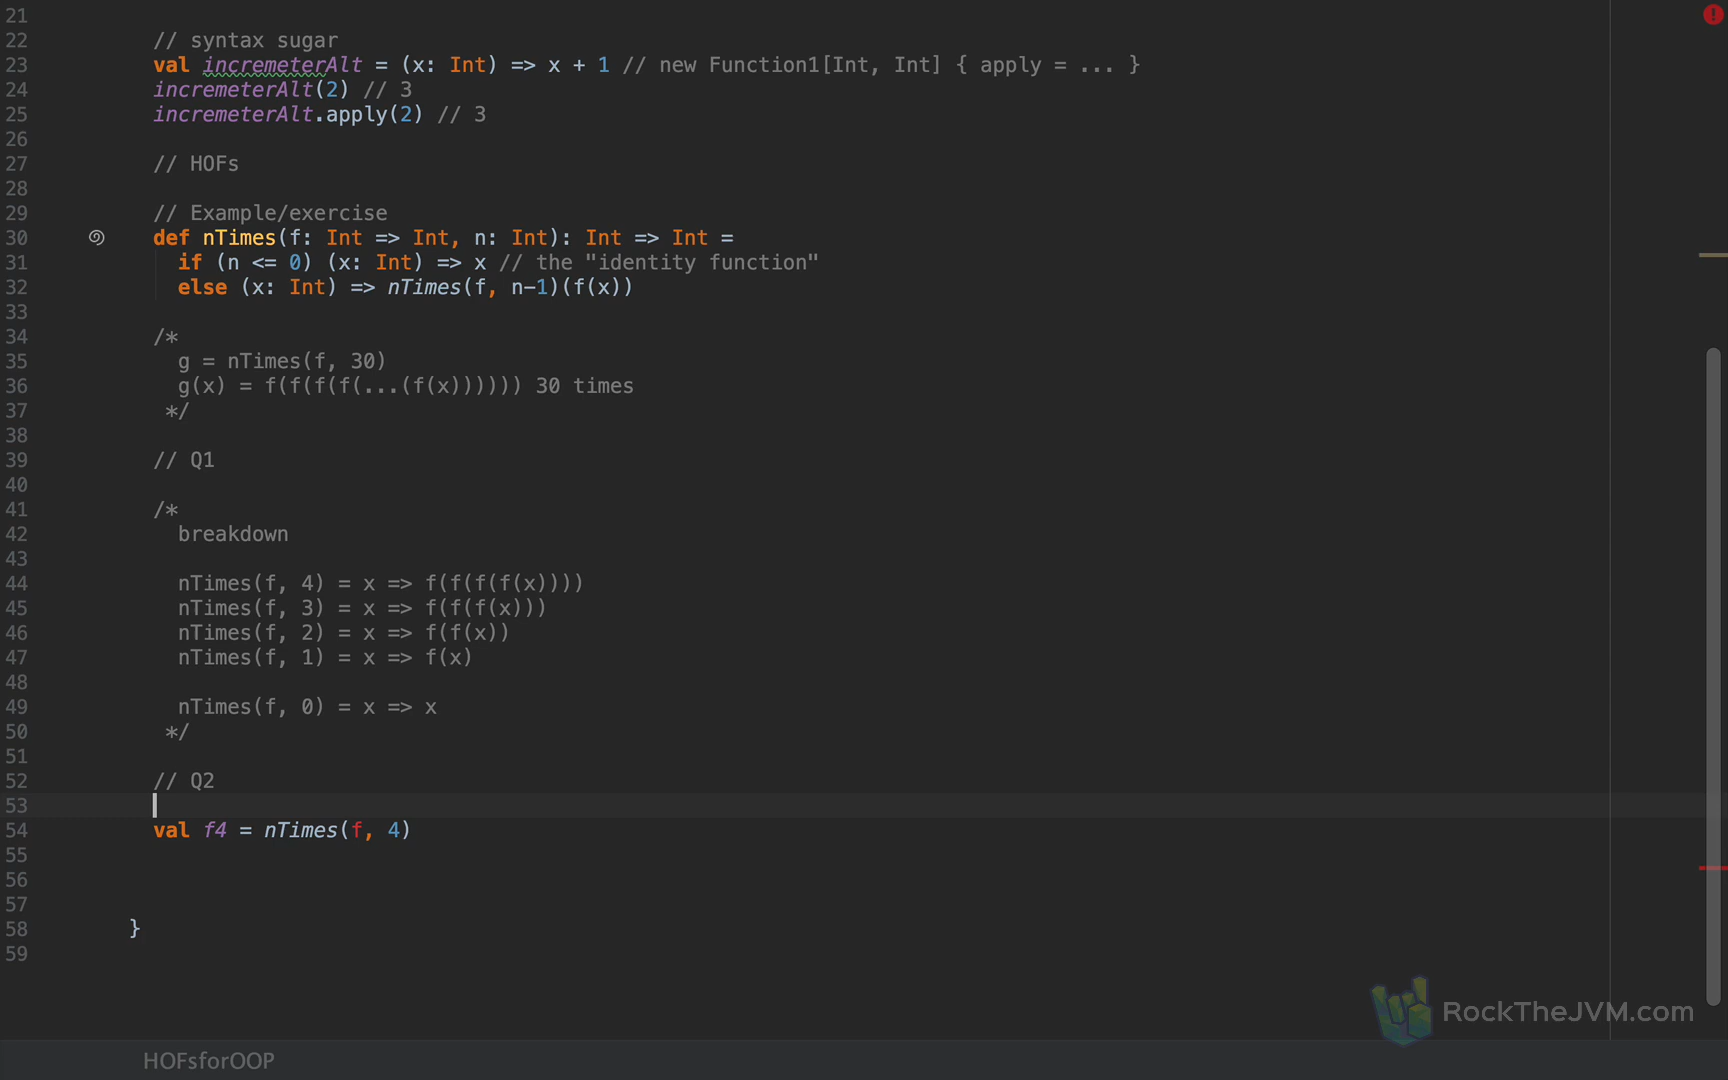 21
22 // syntax sugar
23 val incremeterAlt = (x: Int) => x + 1 // new Function1[Int, Int] { apply = ... }
24 incremeterAlt(2) // 3
25 incremeterAlt.apply(2) // 3
26
27 // HOFs
28
29 // Example/exercise
30 def nTimes(f: Int => Int, n: Int): Int => Int =
31 if (n <= 0) (x: Int) => x // the "identity function"
32 else (x: Int) => nTimes(f, n-1)(f(x))
33
34 /*
35 g = nTimes(f, 30)
36 g(x) = f(f(f(f(...(f(x)))))) 30 times
37 */
38
39 // Q1
40
41 /*
42 breakdown
43
44 nTimes(f, 4) = x => f(f(f(f(x))))
45 nTimes(f, 3) = x => f(f(f(x)))
46 nTimes(f, 2) = x => f(f(x))
47 nTimes(f, 1) = x => f(x)
48
49 nTimes(f, 0) = x => x
50 */
51
52 // Q2
53
54 val f4 = nTimes(f, 4)
55
56
57
58 }
59
RockTheJVM.com
HOFsforOOP